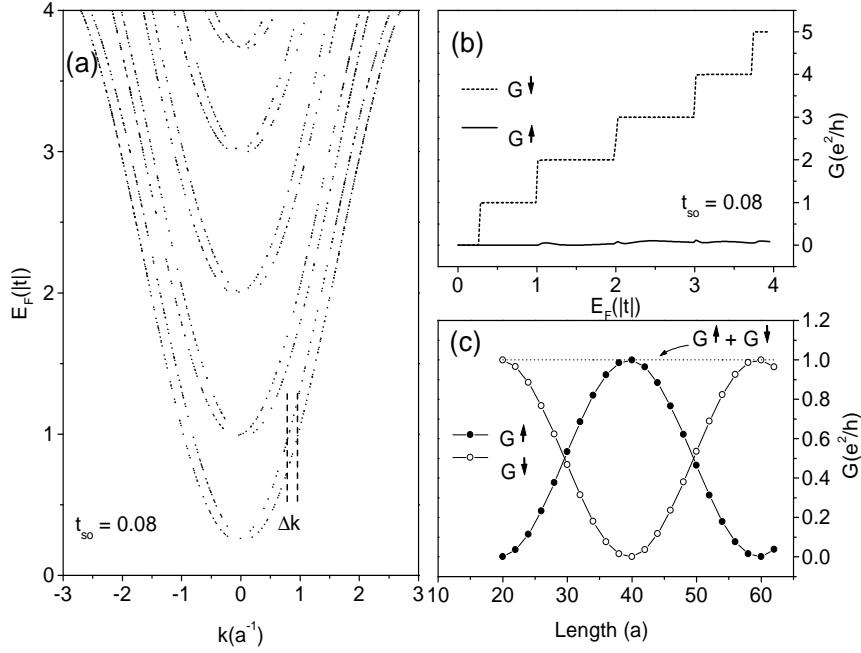 (a)
4
3
2
1
0
E_F(|t|)
t_so = 0.08
Δk
-3 -2 -1 0 1 2 3
k(a^-1)
(b)
G↓
G↑
t_so = 0.08
5
4
3
2
1
0
G(e^2/h)
0 1 2 3 4
E_F(|t|)
(c)
G↑ + G↓
G↑
G↓
1.2
1.0
0.8
0.6
0.4
0.2
0.0
G(e^2/h)
10 20 30 40 50 60
Length (a)